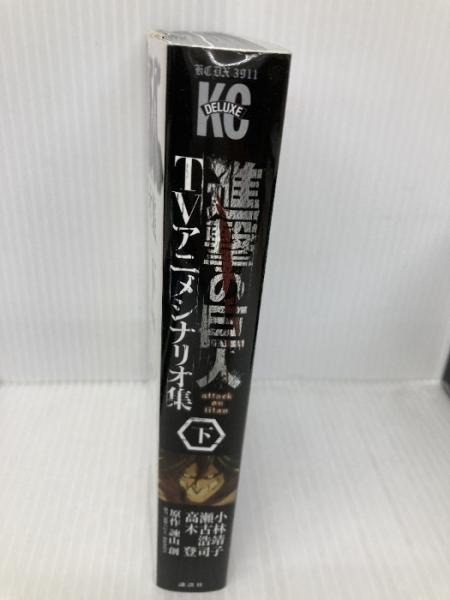 KCDX 3911
KC
DELUXE
進撃の巨人
attack on titan
TVアニメシナリオ集
下
小林靖子
瀬古浩司
高木 登
原作 諫山 創
講談社